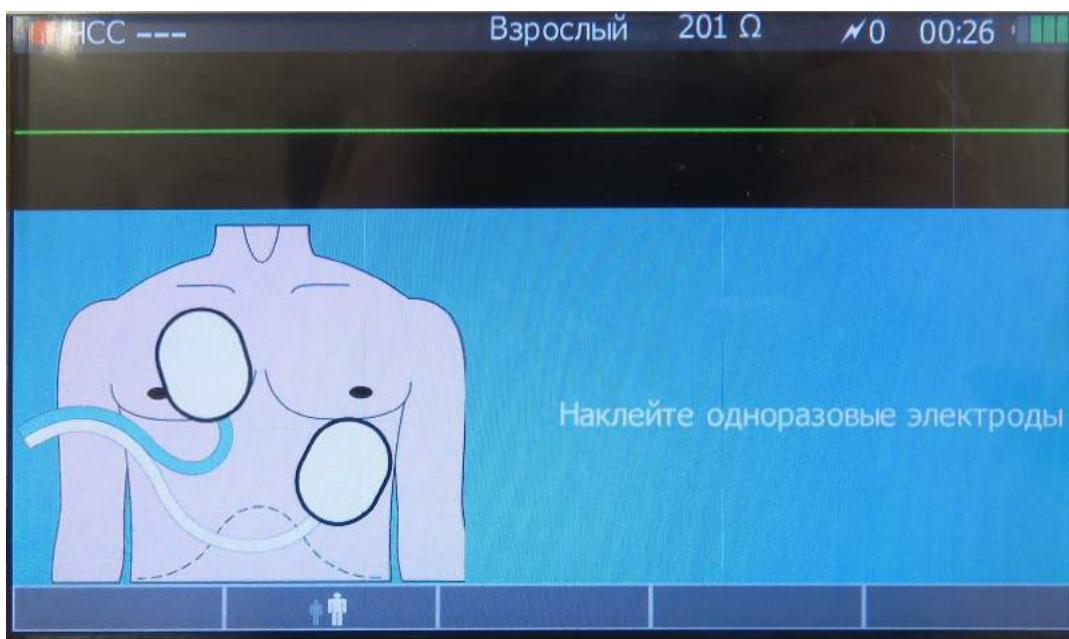 ЧСС --- Взрослый 201 Ω 0 00:26
Наклейте одноразовые электроды